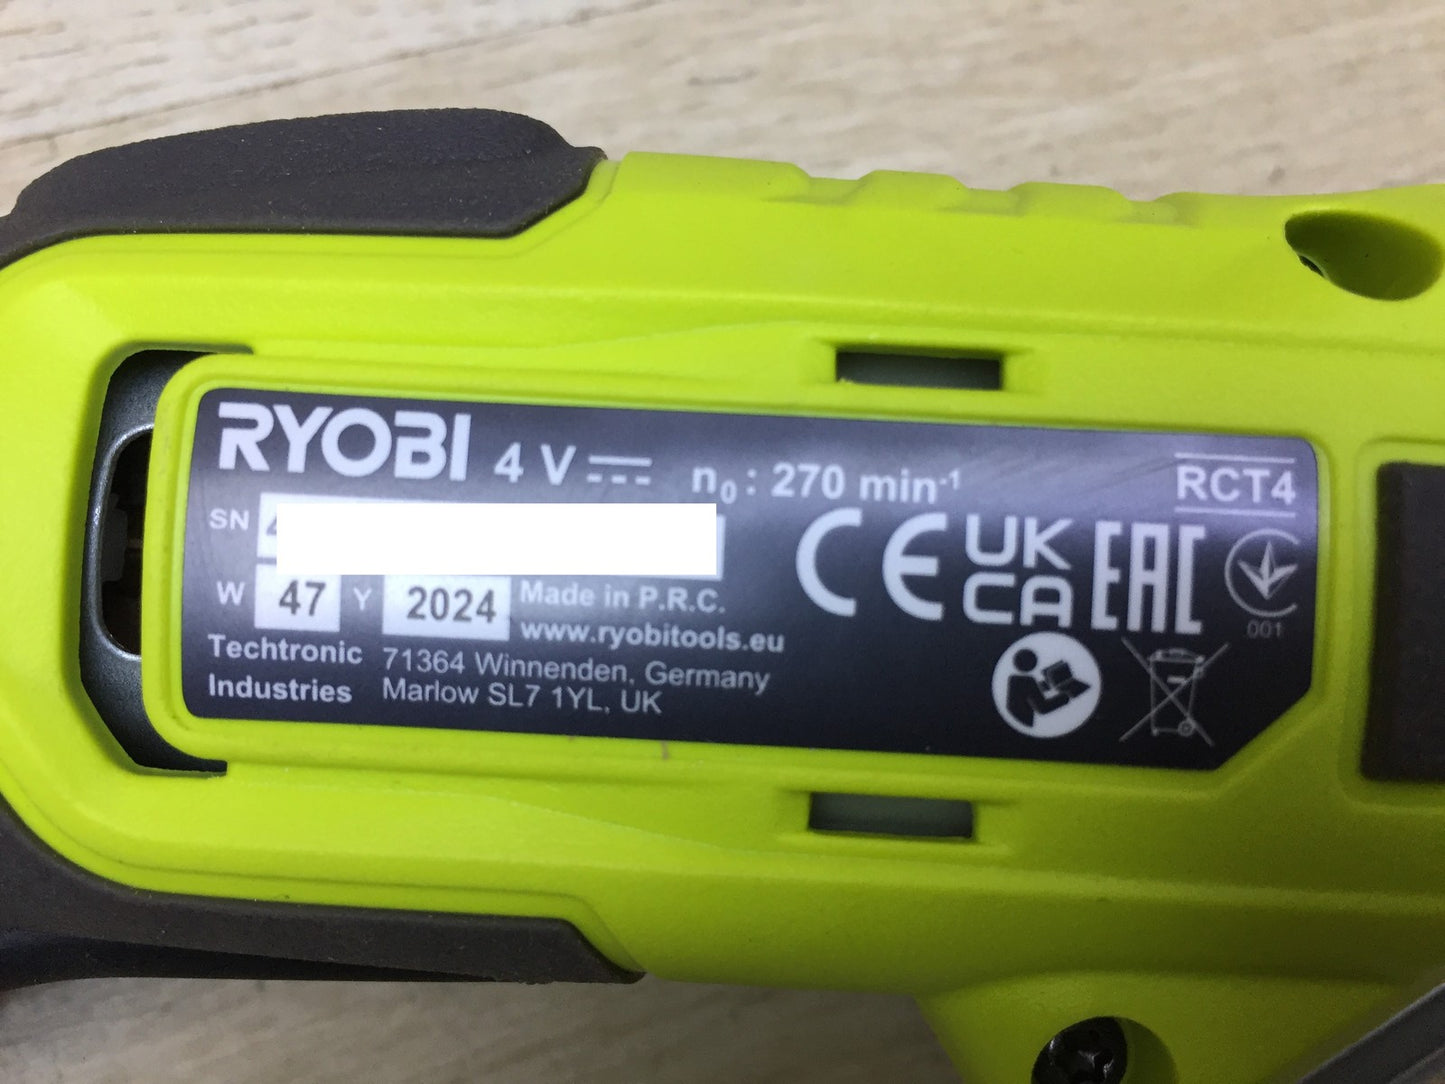 RYOBI 4 V n₀ : 270 min⁻¹ RCT4
SN
W 47 Y 2024 Made in P.R.C.
www.ryobitools.eu
Techtronic
Industries
71364 Winnenden, Germany
Marlow SL7 1YL, UK
CE UK CA EAC
001